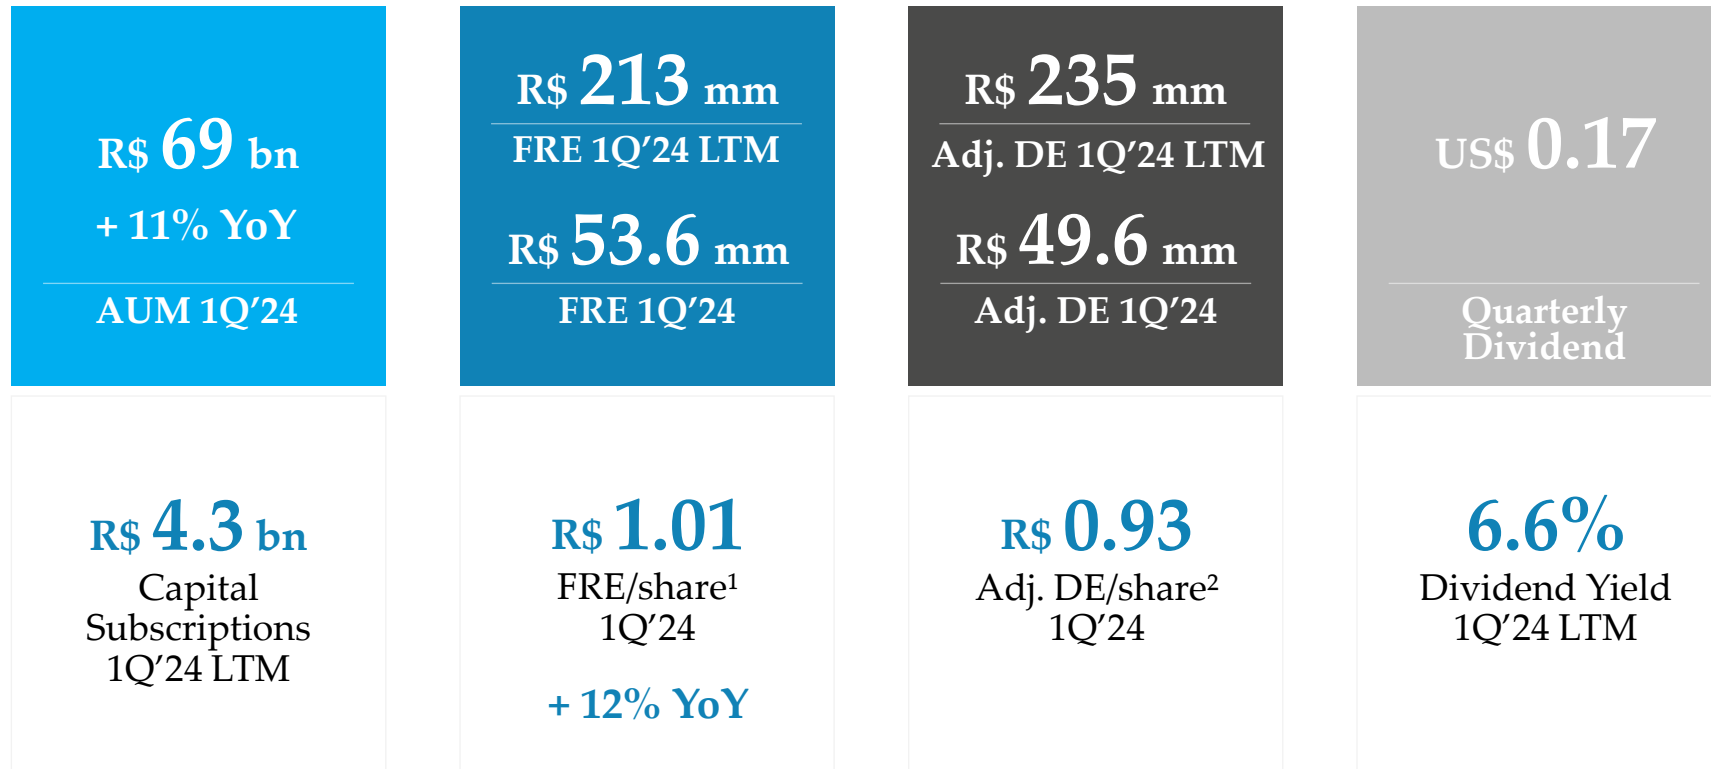 R$ 69 bn
+ 11% YoY
AUM 1Q’24
R$ 213 mm
FRE 1Q’24 LTM
R$ 53.6 mm
FRE 1Q’24
R$ 235 mm
Adj. DE 1Q’24 LTM
R$ 49.6 mm
Adj. DE 1Q’24
US$ 0.17
Quarterly
Dividend
R$ 4.3 bn
Capital
Subscriptions
1Q’24 LTM
R$ 1.01
FRE/share¹
1Q’24
+ 12% YoY
R$ 0.93
Adj. DE/share²
1Q’24
6.6%
Dividend Yield
1Q’24 LTM